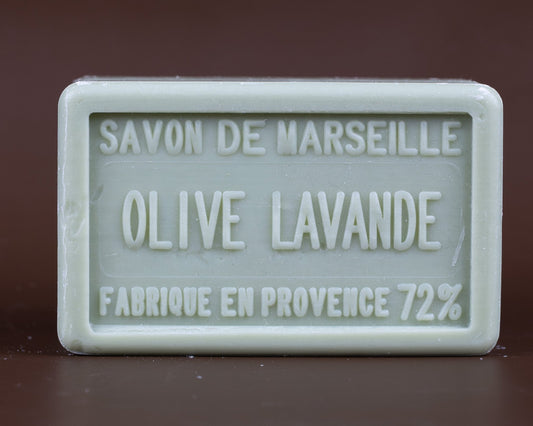 SAVON DE MARSEILLE
OLIVE LAVANDE
FABRIQUE EN PROVENCE 72%